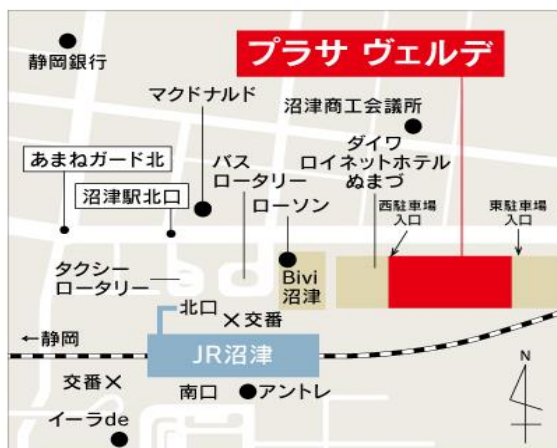 プラサ ヴェルデ
静岡銀行
マクドナルド
沼津商工会議所
あまねガード北
バス
ロータリー
ダイワ
ロイネットホテル
ぬまづ
沼津駅北口
ローソン
西駐車場
入口
東駐車場
入口
タクシー
ロータリー
Bivi
沼津
北口
交番
←静岡
JR沼津
N
交番
南口
アントレ
イーラde